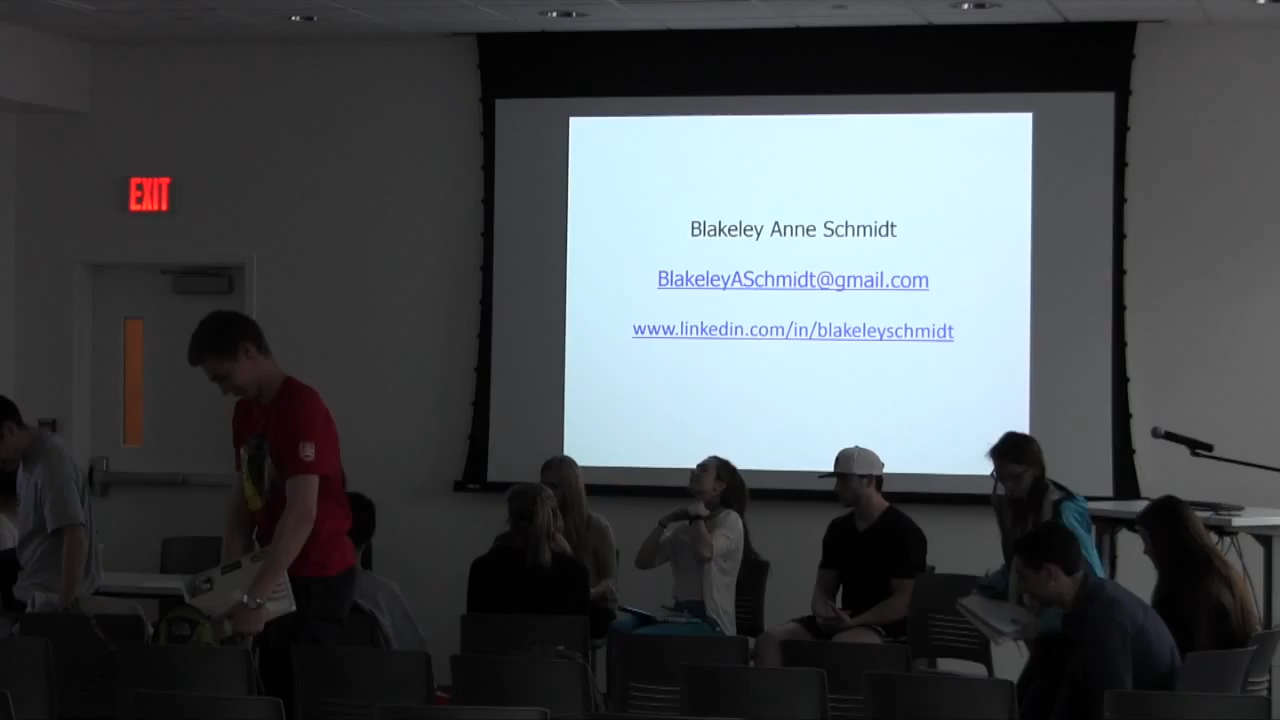 EXIT
Blakeley Anne Schmidt
BlakeleyASchmidt@gmail.com
www.linkedin.com/in/blakeleyschmidt